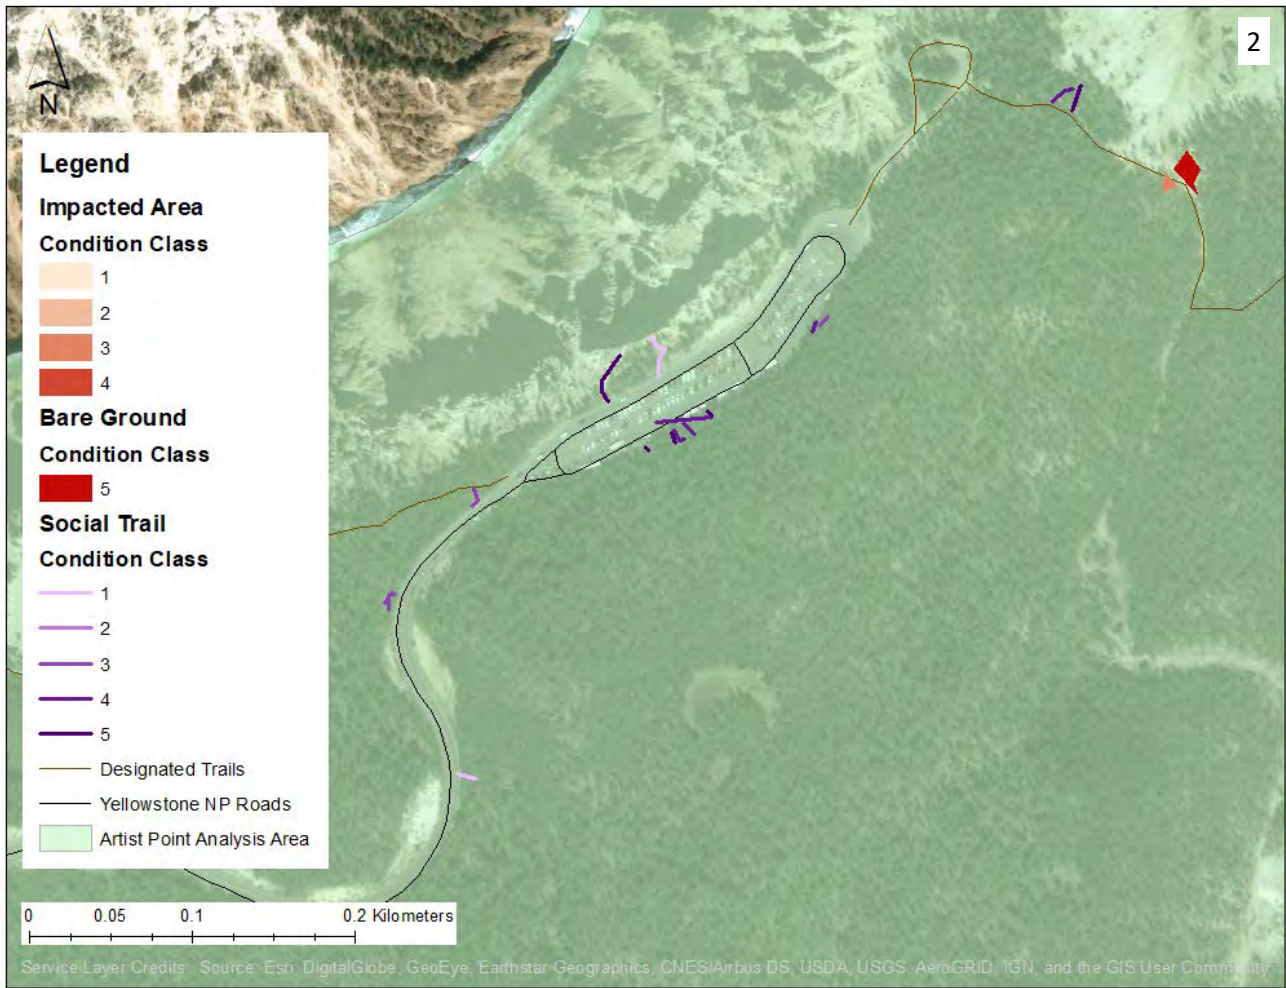 2
N
Legend
Impacted Area
Condition Class
1
2
3
4
Bare Ground
Condition Class
5
Social Trail
Condition Class
1
2
3
4
5
Designated Trails
Yellowstone NP Roads
Artist Point Analysis Area
0 0.05 0.1 0.2 Kilometers
Service Layer Credits: Source: Esri, DigitalGlobe, GeoEye, Earthstar Geographics, CNES/Airbus DS, USDA, USGS, AeroGRID, IGN, and the GIS User Community